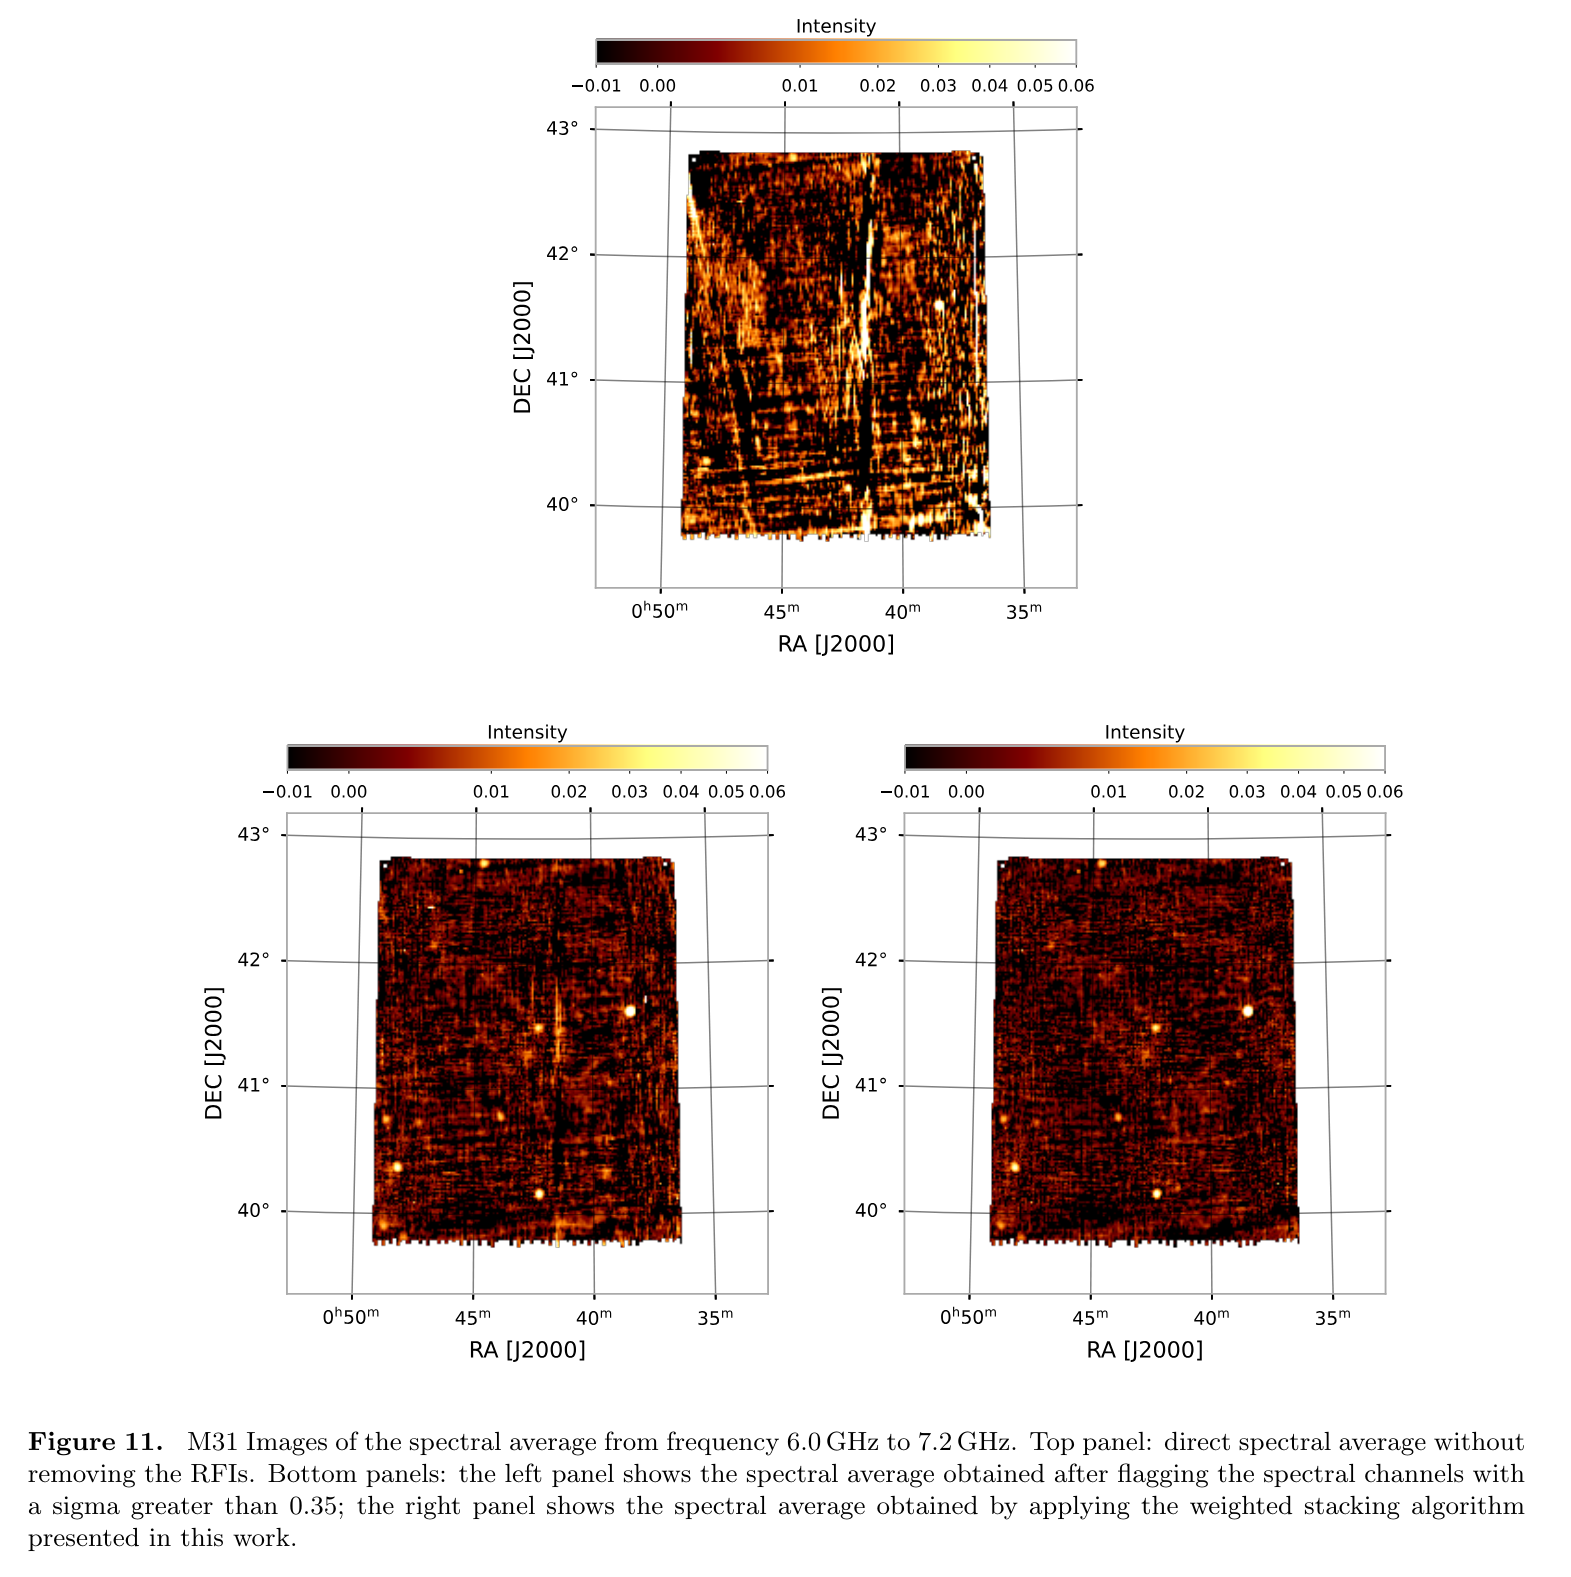 Intensity
−0.01 0.00 0.01 0.02 0.03 0.04 0.05 0.06
43°
42°
41°
40°
DEC [J2000]
0ʰ50ᵐ 45ᵐ 40ᵐ 35ᵐ
RA [J2000]
Intensity
−0.01 0.00 0.01 0.02 0.03 0.04 0.05 0.06
43°
42°
41°
40°
DEC [J2000]
0ʰ50ᵐ 45ᵐ 40ᵐ 35ᵐ
RA [J2000]
Intensity
−0.01 0.00 0.01 0.02 0.03 0.04 0.05 0.06
43°
42°
41°
40°
DEC [J2000]
0ʰ50ᵐ 45ᵐ 40ᵐ 35ᵐ
RA [J2000]
Figure 11. M31 Images of the spectral average from frequency 6.0 GHz to 7.2 GHz. Top panel: direct spectral average without
removing the RFIs. Bottom panels: the left panel shows the spectral average obtained after flagging the spectral channels with
a sigma greater than 0.35; the right panel shows the spectral average obtained by applying the weighted stacking algorithm
presented in this work.